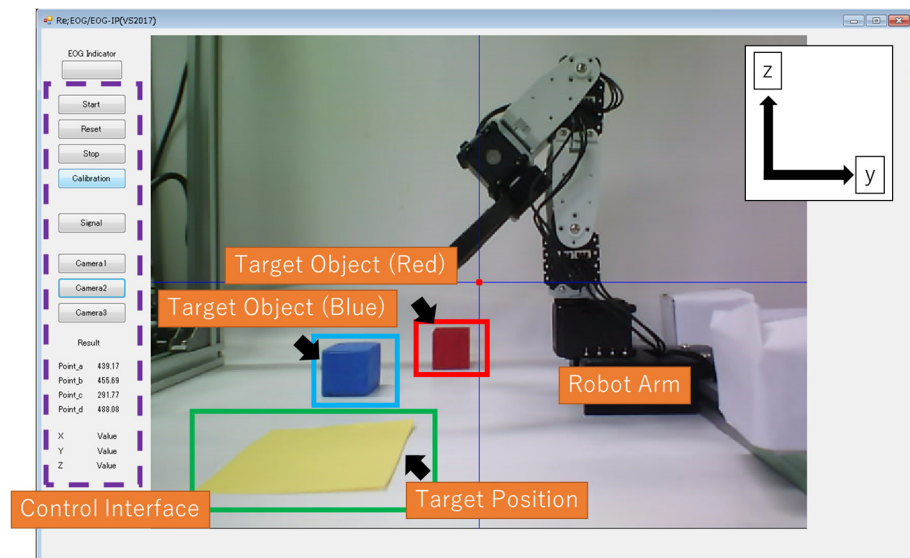 Re;EOG/EOG-IP(VS2017)
EOG Indicator
Start
Reset
Stop
Calibration
Signal
Camera1
Camera2
Camera3
Result
Point_a 439.17
Point_b 455.69
Point_c 291.77
Point_d 488.08
X Value
Y Value
Z Value
Control Interface
Target Object (Red)
Target Object (Blue)
Robot Arm
Target Position
z
y